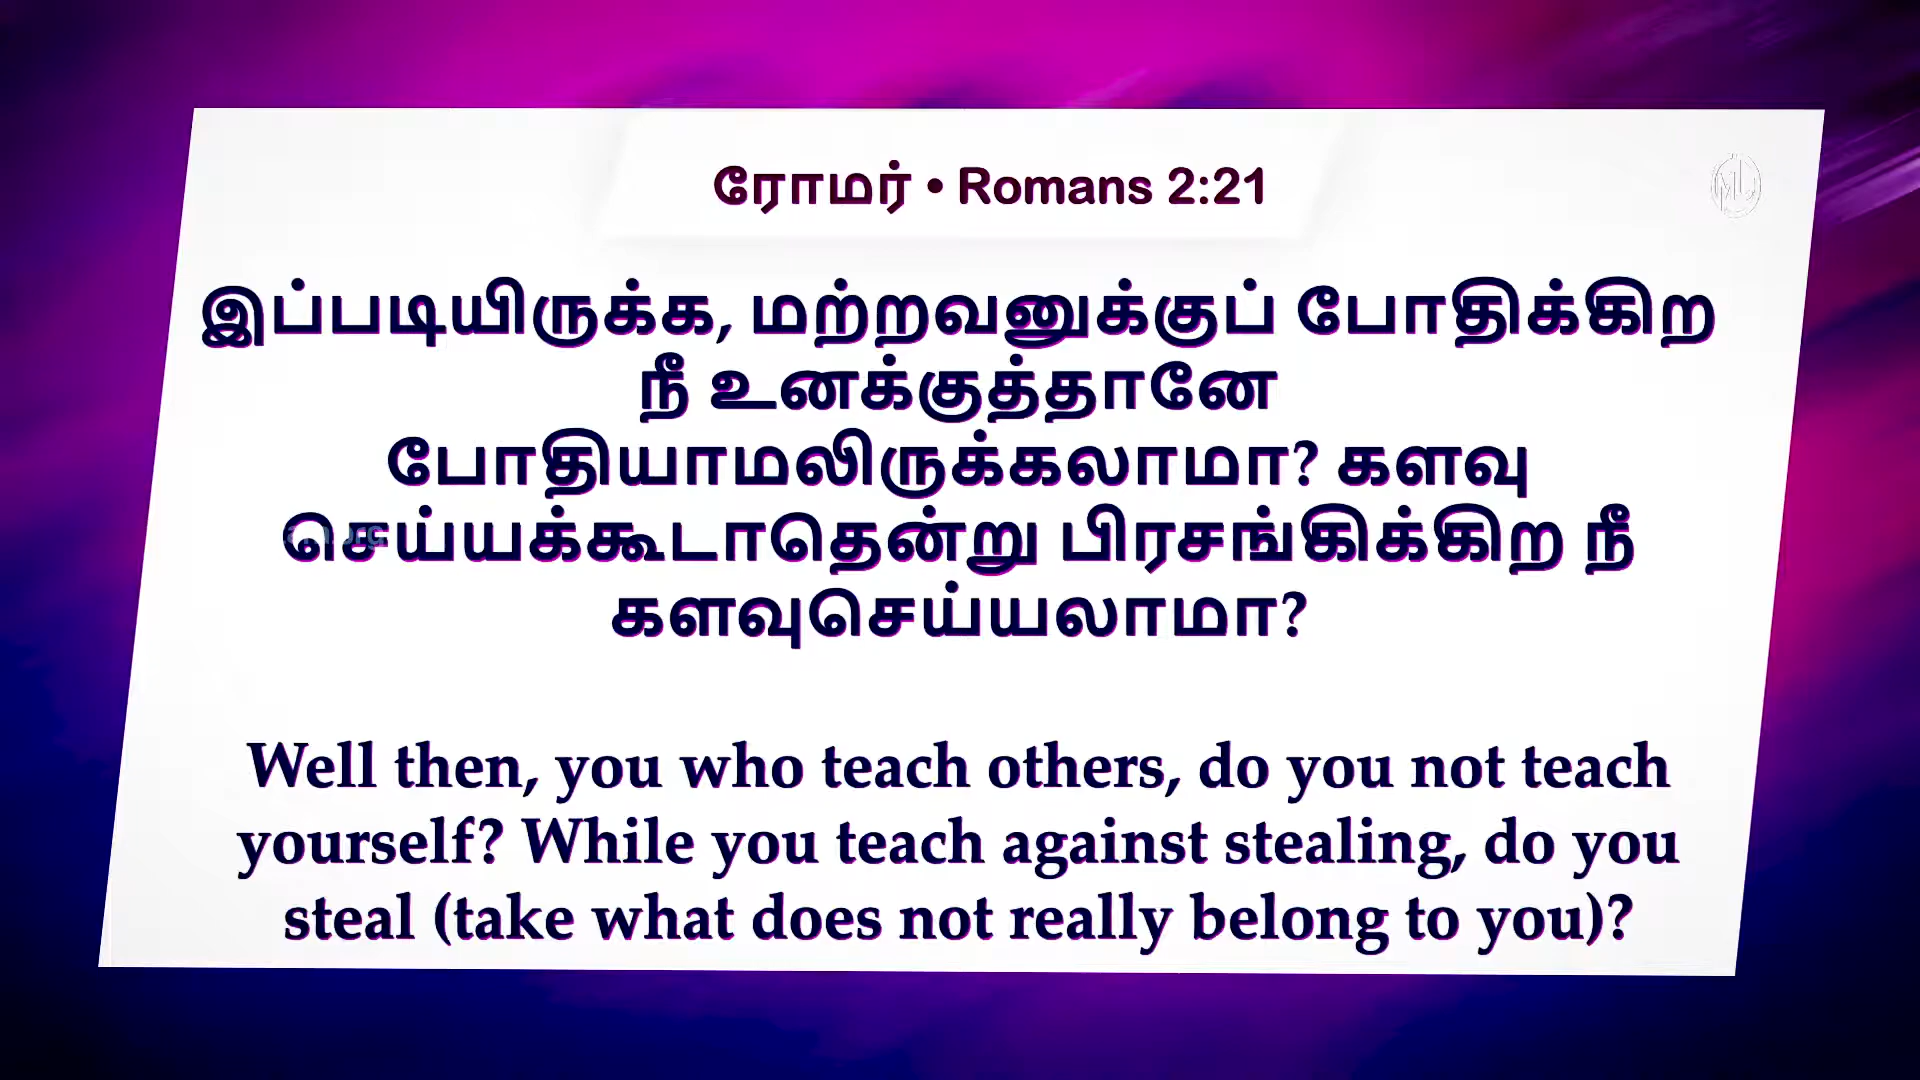 ரோமர் • Romans 2:21
இப்படியிருக்க, மற்றவனுக்குப் போதிக்கிற
நீ உனக்குத்தானே
போதியாமலிருக்கலாமா? களவு
செய்யக்கூடாதென்று பிரசங்கிக்கிற நீ
களவுசெய்யலாமா?
Well then, you who teach others, do you not teach
yourself? While you teach against stealing, do you
steal (take what does not really belong to you)?